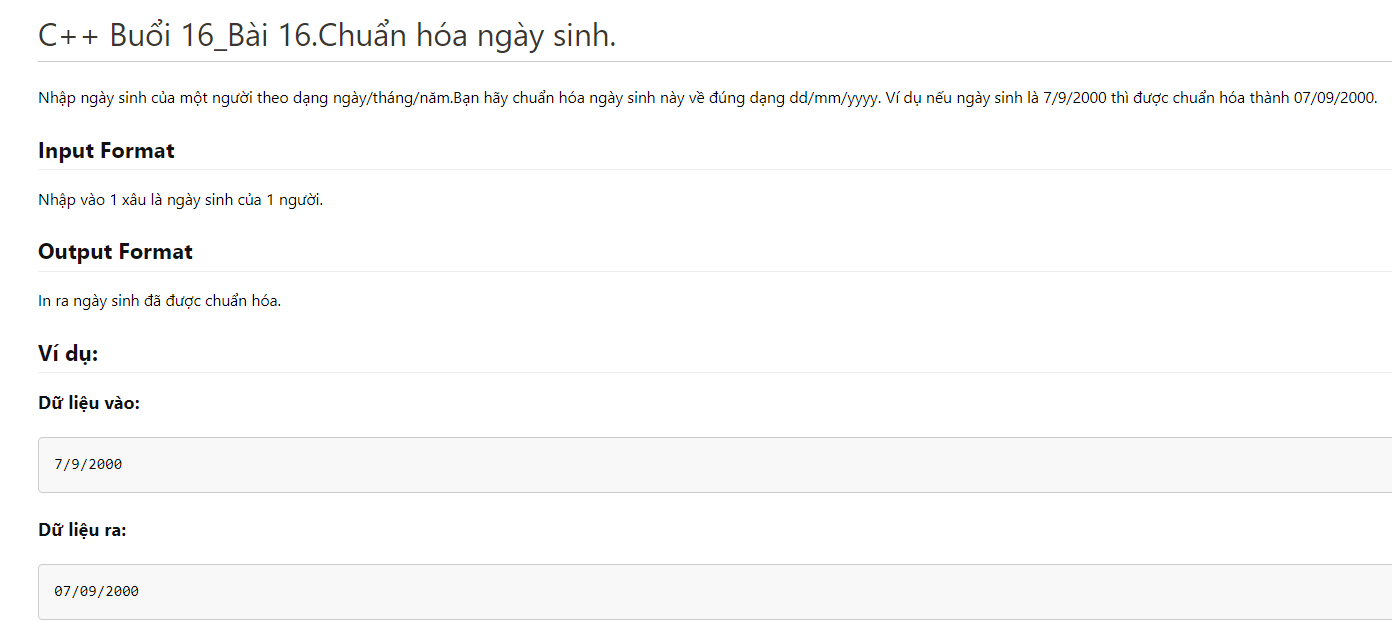 C++ Buổi 16_Bài 16.Chuẩn hóa ngày sinh.
Nhập ngày sinh của một người theo dạng ngày/tháng/năm.Bạn hãy chuẩn hóa ngày sinh này về đúng dạng dd/mm/yyyy. Ví dụ nếu ngày sinh là 7/9/2000 thì được chuẩn hóa thành 07/09/2000.
Input Format
Nhập vào 1 xâu là ngày sinh của 1 người.
Output Format
In ra ngày sinh đã được chuẩn hóa.
Ví dụ:
Dữ liệu vào:
7/9/2000
Dữ liệu ra:
07/09/2000